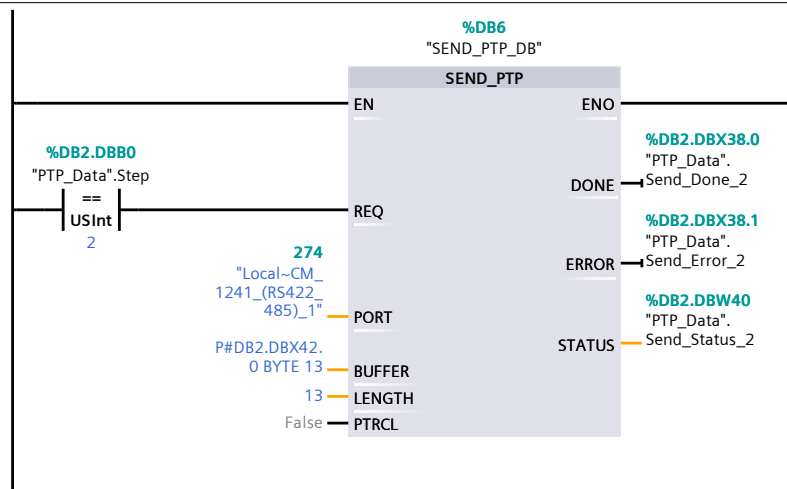 %DB6
"SEND_PTP_DB"
SEND_PTP
EN
ENO
%DB2.DBB0
"PTP_Data".Step
==
USInt
2
REQ
%DB2.DBX38.0
"PTP_Data".
Send_Done_2
DONE
%DB2.DBX38.1
"PTP_Data".
Send_Error_2
ERROR
274
"Local~CM_
1241_(RS422_
485)_1"
PORT
%DB2.DBW40
"PTP_Data".
Send_Status_2
STATUS
P#DB2.DBX42.
0 BYTE 13
BUFFER
13
LENGTH
False
PTRCL